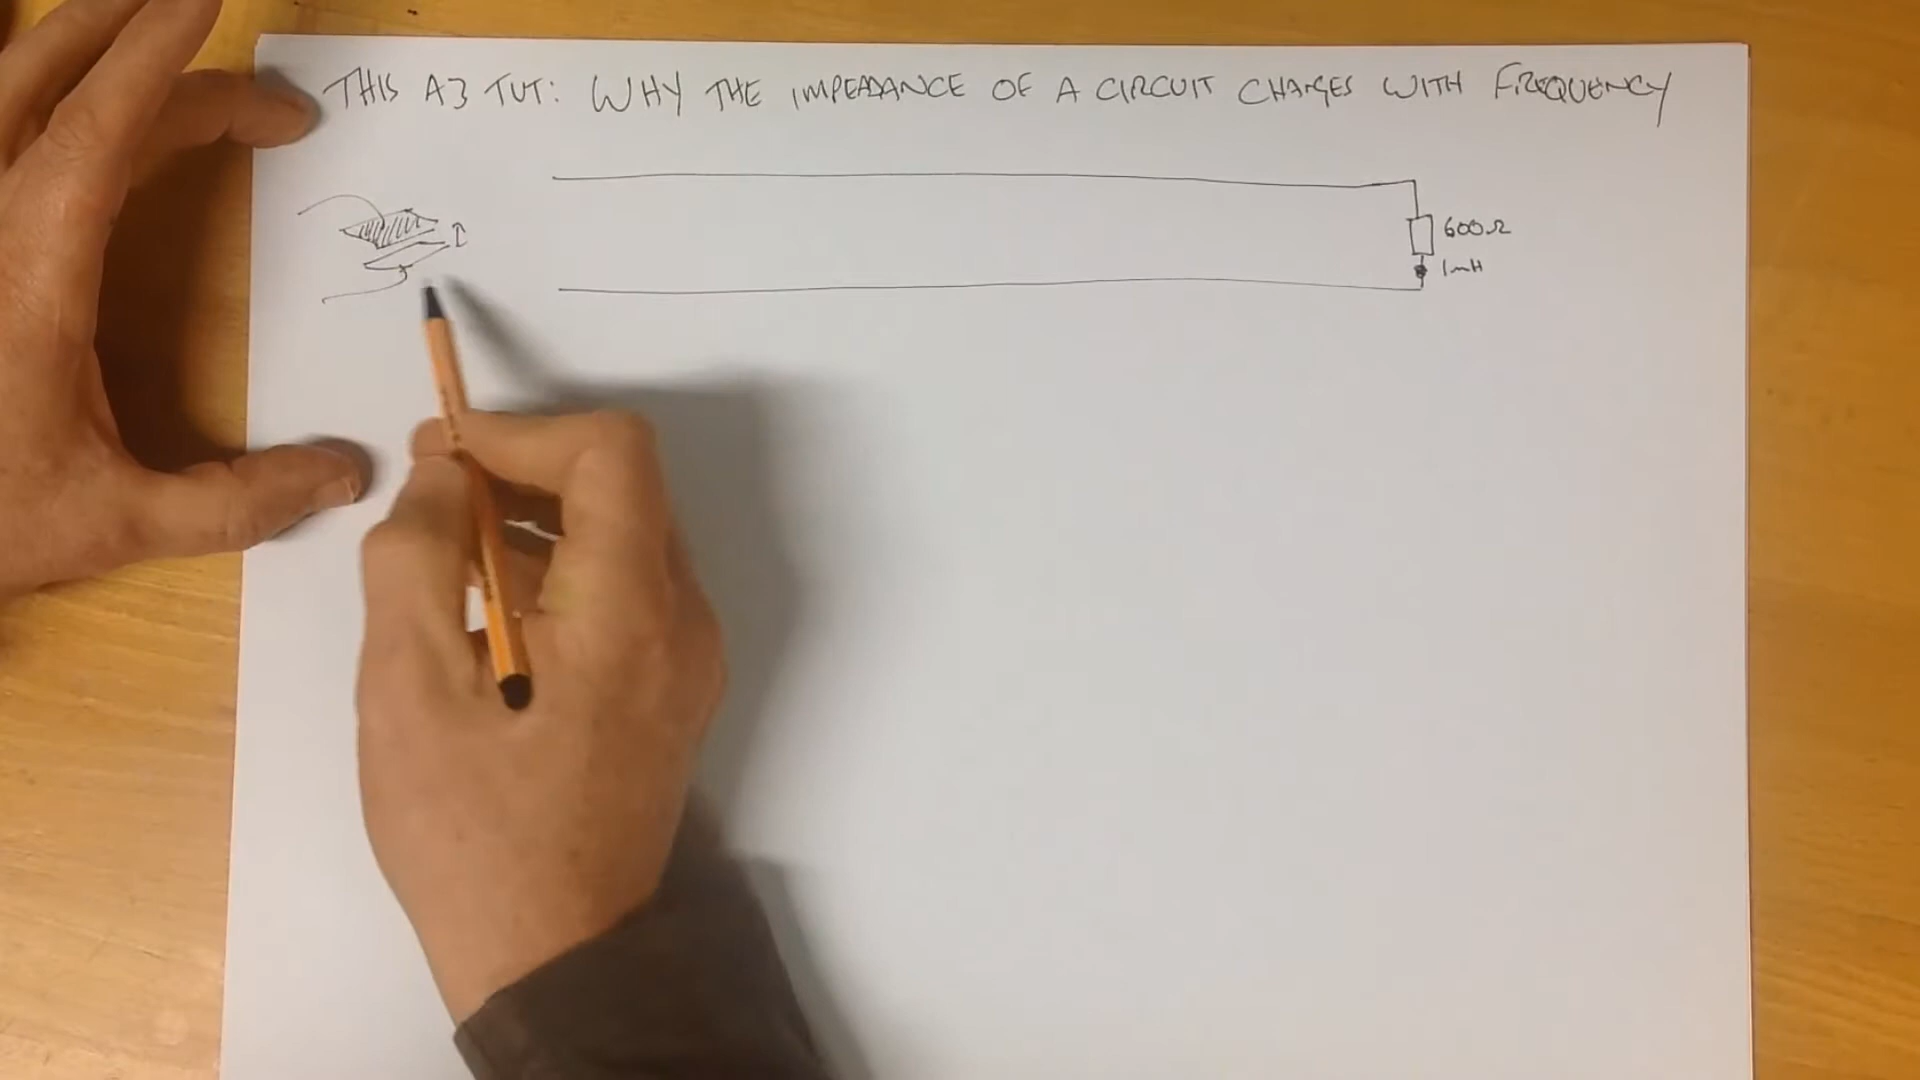 THIS A3 TUT: WHY THE IMPEDANCE OF A CIRCUIT CHANGES WITH FREQUENCY
600Ω
1mH